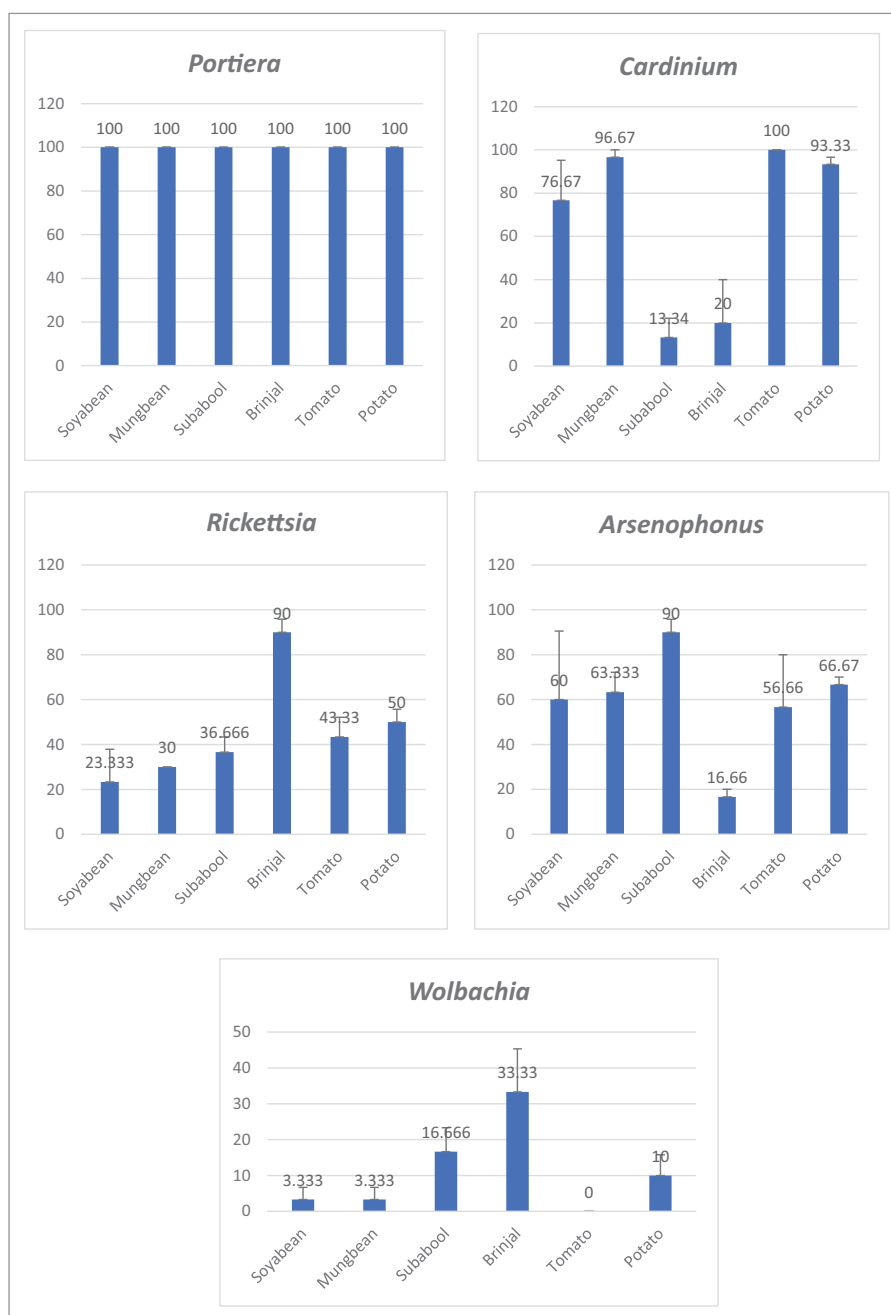 Portiera
120
100
80
60
40
20
0
100 100 100 100 100 100
Soyabean Mungbean Subabool Brinjal Tomato Potato
Cardinium
120
100
80
60
40
20
0
76.67 96.67 13.34 20 100 93.33
Soyabean Mungbean Subabool Brinjal Tomato Potato
Rickettsia
120
100
80
60
40
20
0
23.333 30 36.666 90 43.33 50
Soyabean Mungbean Subabool Brinjal Tomato Potato
Arsenophonus
120
100
80
60
40
20
0
60 63.333 90 16.66 56.66 66.67
Soyabean Mungbean Subabool Brinjal Tomato Potato
Wolbachia
50
40
30
20
10
0
3.333 3.333 16.666 33.33 0 10
Soyabean Mungbean Subabool Brinjal Tomato Potato